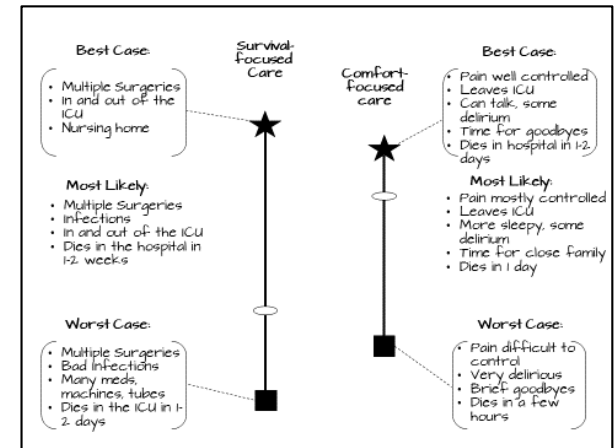 Best Case:
• Multiple Surgeries
• In and out of the
ICU
• Nursing home
Most Likely:
• Multiple Surgeries
• Infections
• In and out of the ICU
• Dies in the hospital in
1-2 weeks
Worst Case:
• Multiple Surgeries
• Bad Infections
• Many meds,
machines, tubes
• Dies in the ICU in 1-
2 days
Survival-
focused
Care
Comfort-
focused
care
Best Case:
• Pain well controlled
• Leaves ICU
• Can talk, some
delirium
• Time for goodbyes
• Dies in hospital in 1-2
days
Most Likely:
• Pain mostly controlled
• Leaves ICU
• More sleepy, some
delirium
• Time for close family
• Dies in 1 day
Worst Case:
• Pain difficult to
control
• Very delirious
• Brief goodbyes
• Dies in a few
hours